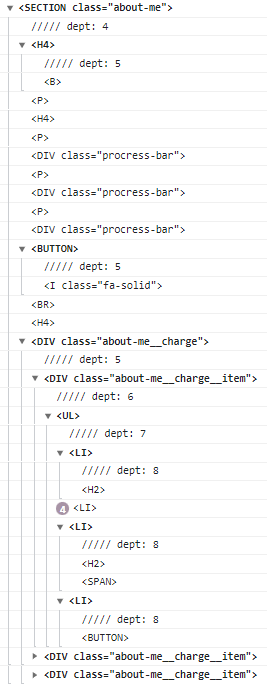 <SECTION class="about-me">
///// dept: 4
<H4>
///// dept: 5
<B>
<P>
<H4>
<P>
<DIV class="procress-bar">
<P>
<DIV class="procress-bar">
<P>
<DIV class="procress-bar">
<BUTTON>
///// dept: 5
<I class="fa-solid">
<BR>
<H4>
<DIV class="about-me__charge">
///// dept: 5
<DIV class="about-me__charge__item">
///// dept: 6
<UL>
///// dept: 7
<LI>
///// dept: 8
<H2>
4 <LI>
<LI>
///// dept: 8
<H2>
<SPAN>
<LI>
///// dept: 8
<BUTTON>
<DIV class="about-me__charge__item">
<DIV class="about-me__charge__item">